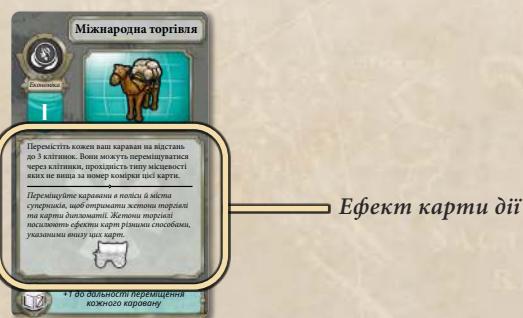 Міжнародна торгівля
Економіка
I
Перемістіть кожен ваш караван на відстань
до 3 клітинок. Вони можуть переміщуватися
через клітинки, прохідність типу місцевості
яких не вища за номер комірки цієї карти.
Переміщуйте каравани в поліси й міста
суперників, щоб отримати жетони торгівлі
та карти дипломатії. Жетони торгівлі
посилюють ефекти карт різними способами,
указаними внизу цих карт.
Ефект карти дії
+1 до дальності переміщення
кожного каравану